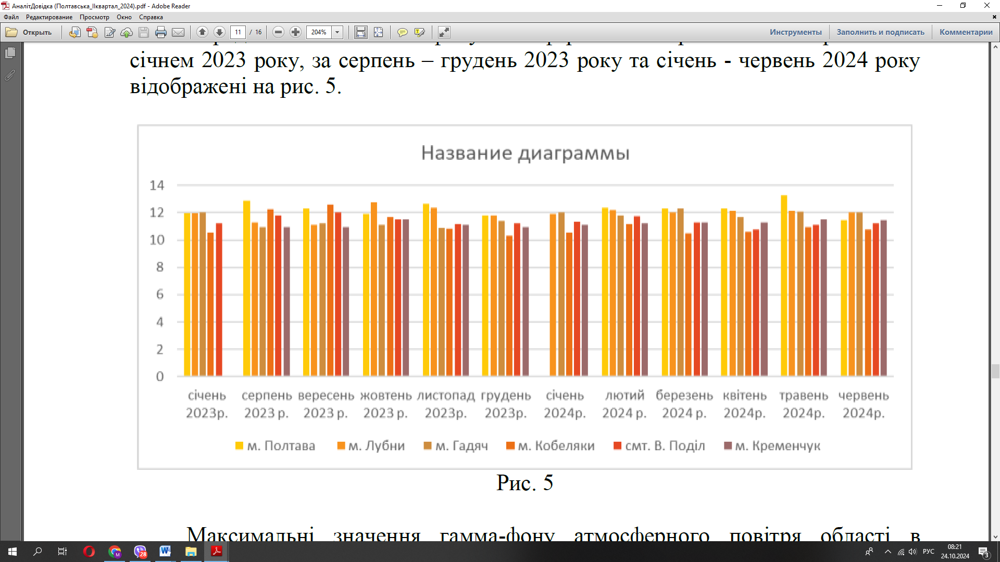 АналітДовідка (Полтавська_ІІквартал_2024).pdf - Adobe Reader
Файл Редактирование Просмотр Окно Справка
Открыть 11 / 16 204% Инструменты Заполнить и подписать Комментарии
січнем 2023 року, за серпень – грудень 2023 року та січень - червень 2024 року
відображені на рис. 5.
Название диаграммы
14
12
10
8
6
4
2
0
січень серпень вересень жовтень листопад грудень січень лютий березень квітень травень червень
2023р. 2023 р. 2023 р. 2023 р. 2023р. 2023р. 2024р. 2024 р. 2024 р. 2024р. 2024р. 2024р.
м. Полтава м. Лубни м. Гадяч м. Кобеляки смт. В. Поділ м. Кременчук
Рис. 5
Максимальні значення гамма-фону атмосферного повітря області в
28 РУС 08:21
24.10.2024 3